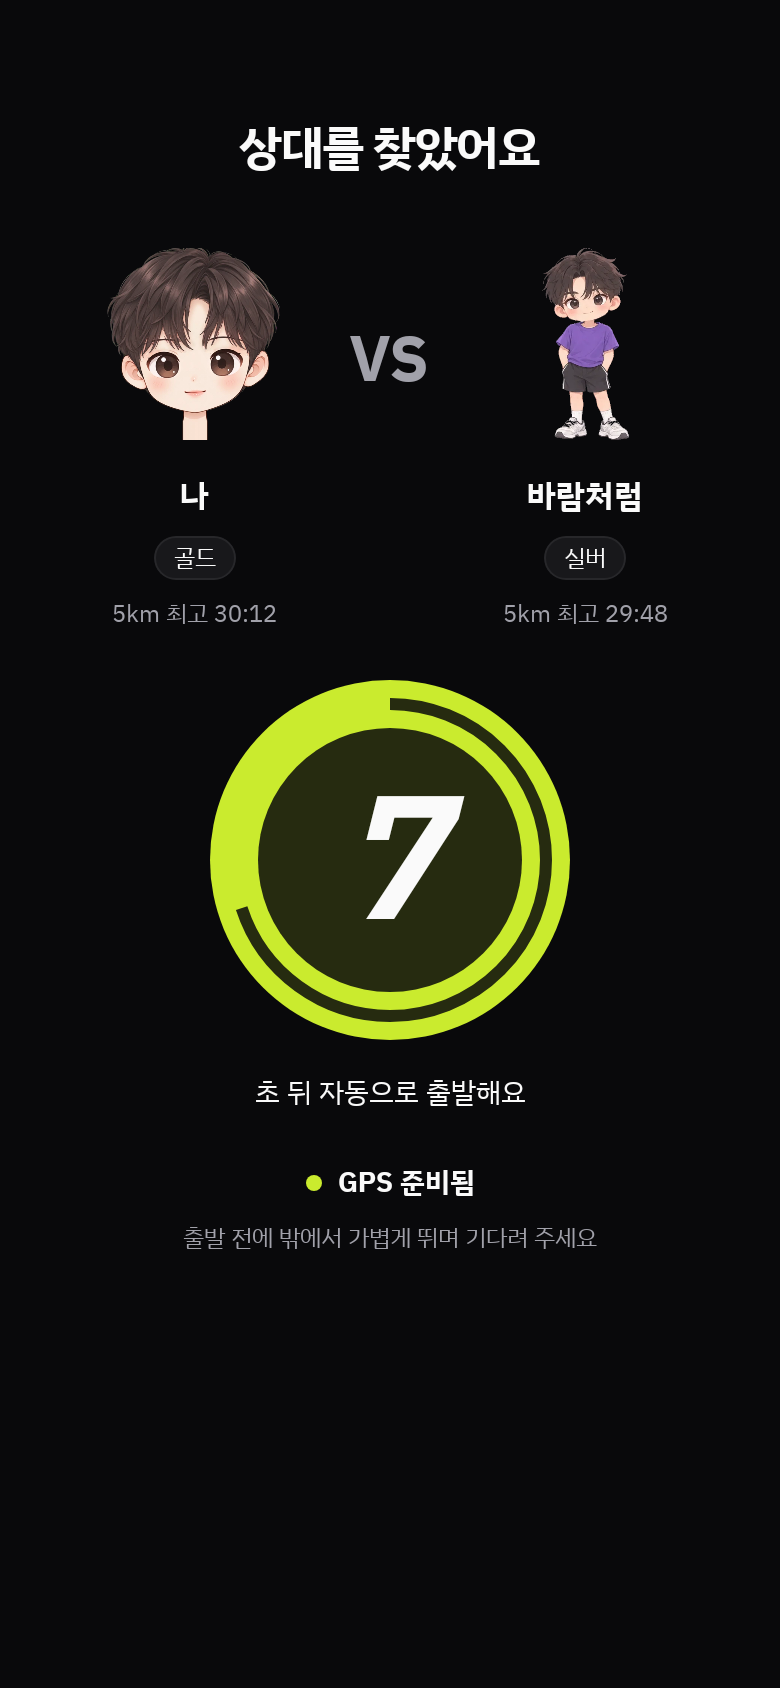 상대를 찾았어요
VS
나
바람처럼
골드
실버
5km 최고 30:12
5km 최고 29:48
7
초 뒤 자동으로 출발해요
GPS 준비됨
출발 전에 밖에서 가볍게 뛰며 기다려 주세요